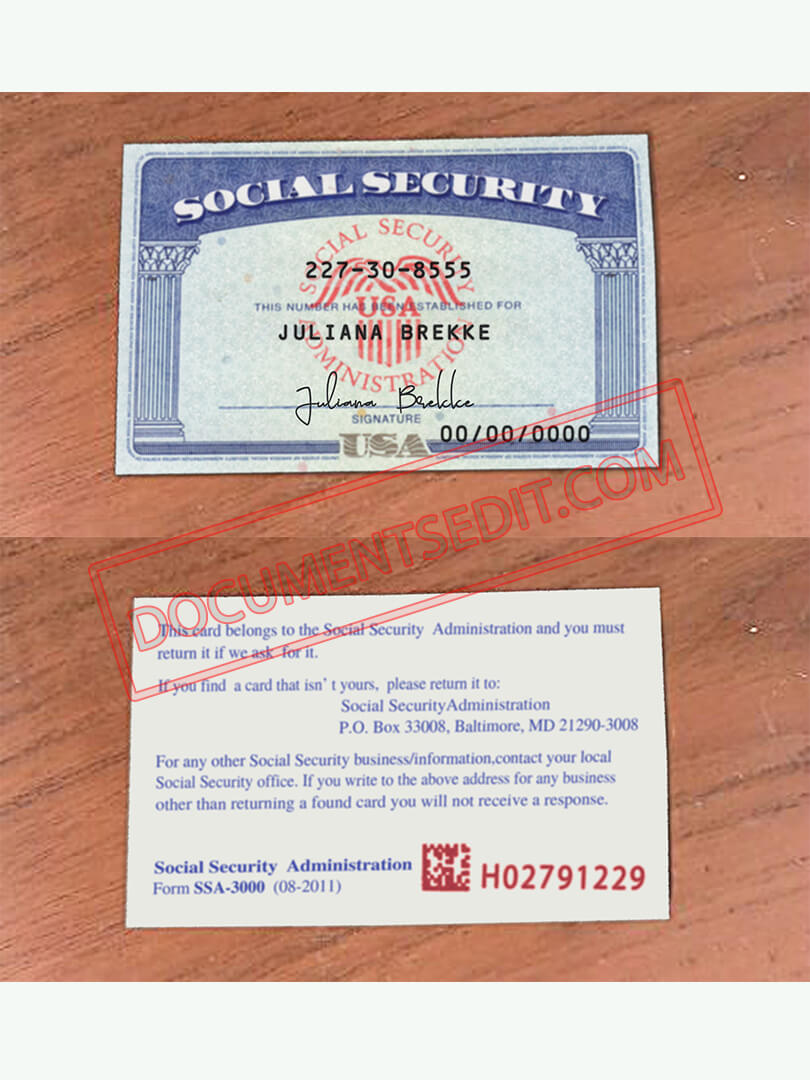 SOCIAL SECURITY
SOCIAL SECURITY
227-30-8555
THIS NUMBER HAS BEEN ESTABLISHED FOR
USA
JULIANA BREKKE
ADMINISTRATION
Juliana Brekke
SIGNATURE
USA
00/00/0000
DOCUMENTSEDIT.COM
This card belongs to the Social Security Administration and you must
return it if we ask for it.
If you find a card that isn' t yours, please return it to:
Social SecurityAdministration
P.O. Box 33008, Baltimore, MD 21290-3008
For any other Social Security business/information,contact your local
Social Security office. If you write to the above address for any business
other than returning a found card you will not receive a response.
Social Security Administration
Form SSA-3000 (08-2011)
H02791229